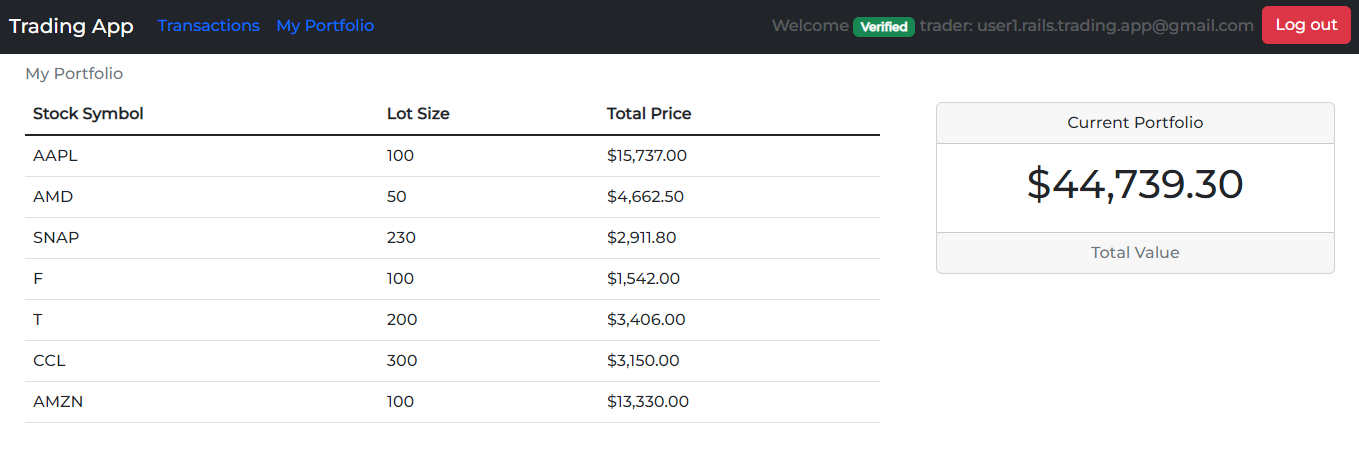 Trading App Transactions My Portfolio Welcome Verified trader: user1.rails.trading.app@gmail.com Log out
My Portfolio
Stock Symbol Lot Size Total Price
AAPL 100 $15,737.00
AMD 50 $4,662.50
SNAP 230 $2,911.80
F 100 $1,542.00
T 200 $3,406.00
CCL 300 $3,150.00
AMZN 100 $13,330.00
Current Portfolio
$44,739.30
Total Value